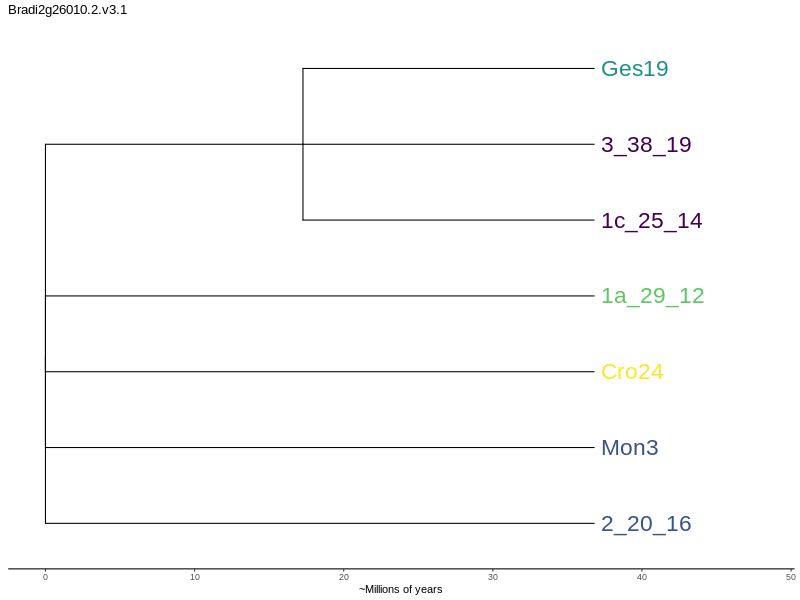 Bradi2g26010.2.v3.1
Ges19
3_38_19
1c_25_14
1a_29_12
Cro24
Mon3
2_20_16
0 10 20 30 40 50
~Millions of years